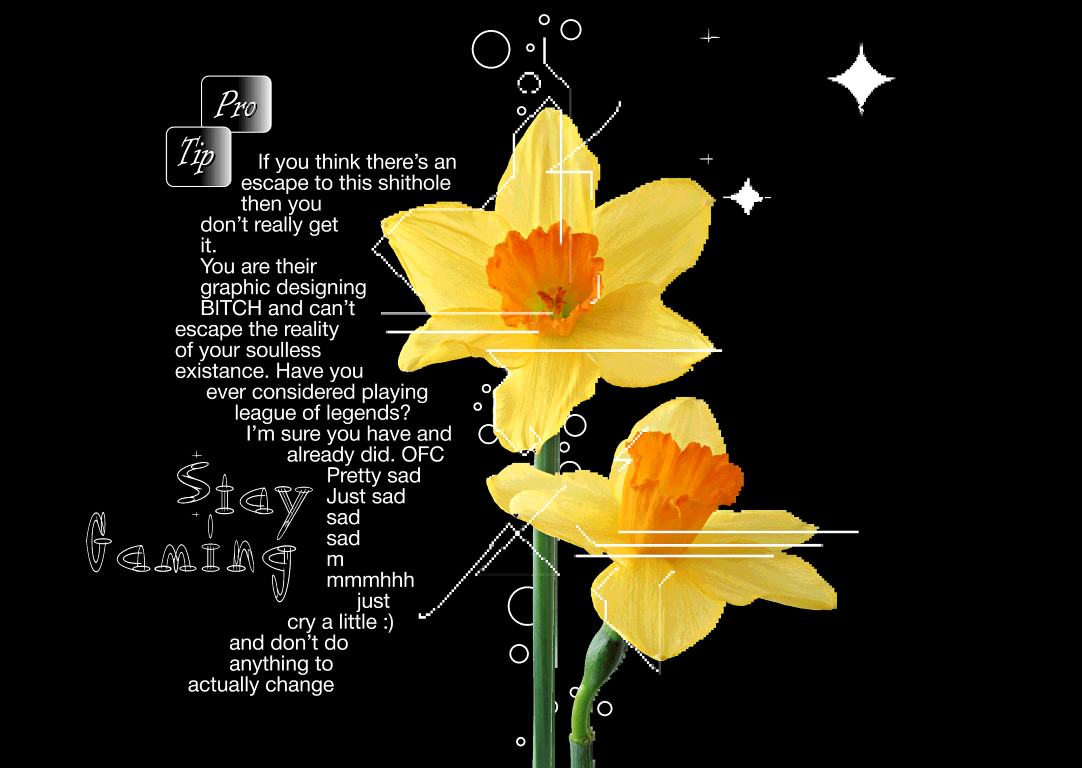 Pro
Tip
If you think there's an
escape to this shithole
then you
don't really get
it.
You are their
graphic designing
BITCH and can't
escape the reality
of your soulless
existance. Have you
ever considered playing
league of legends?
I'm sure you have and
already did. OFC
Pretty sad
Just sad
sad
sad
m
mmmhhh
just
cry a little :)
and don't do
anything to
actually change
Stay
Gaming